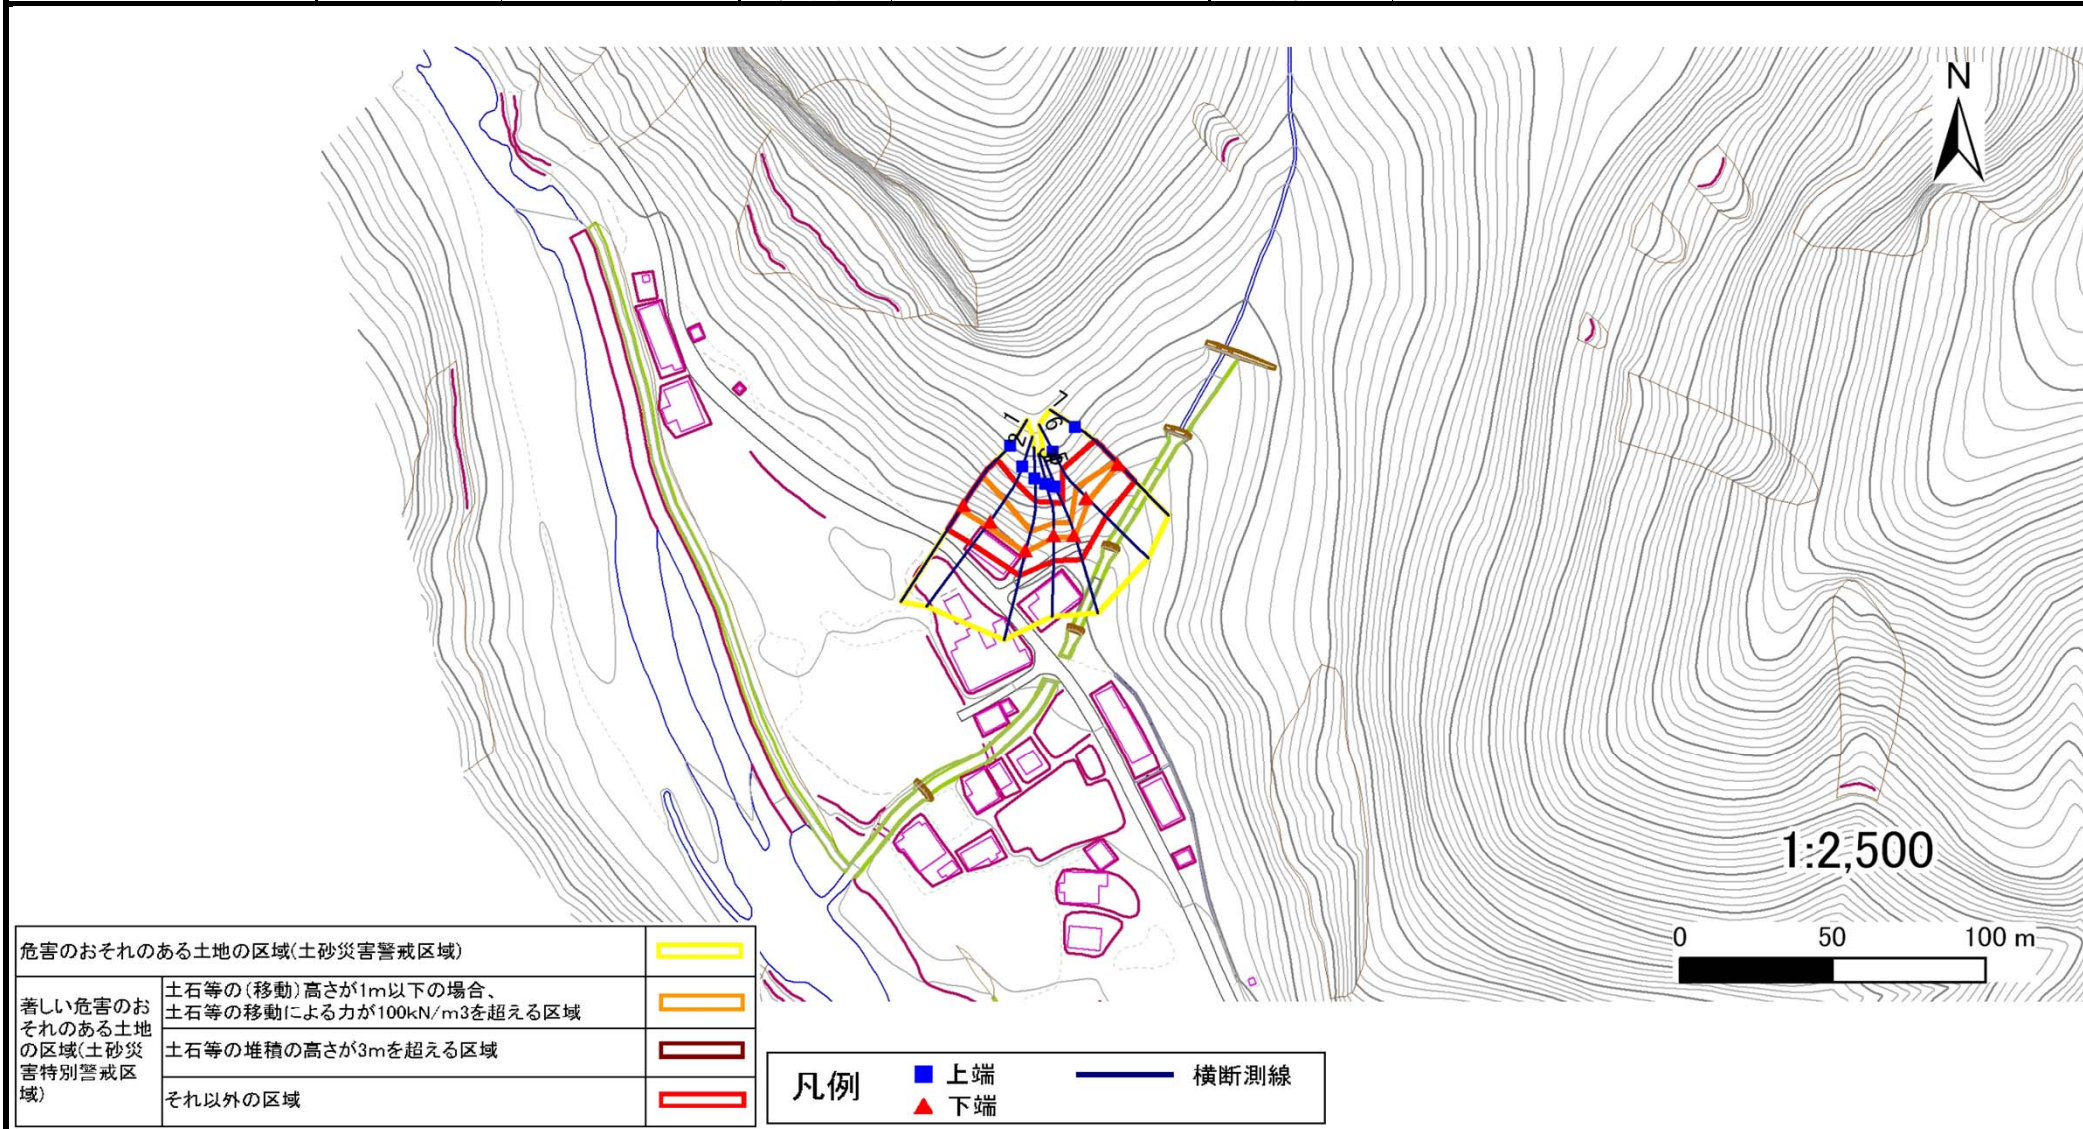 N
1
2
3
5
6
7
1:2,500
0 50 100 m
危害のおそれのある土地の区域(土砂災害警戒区域)
著しい危害のお
それのある土地
の区域(土砂災
害特別警戒区
域)
土石等の(移動)高さが1m以下の場合、
土石等の移動による力が100kN/m3を超える区域
土石等の堆積の高さが3mを超える区域
それ以外の区域
凡例
上端
下端
横断測線